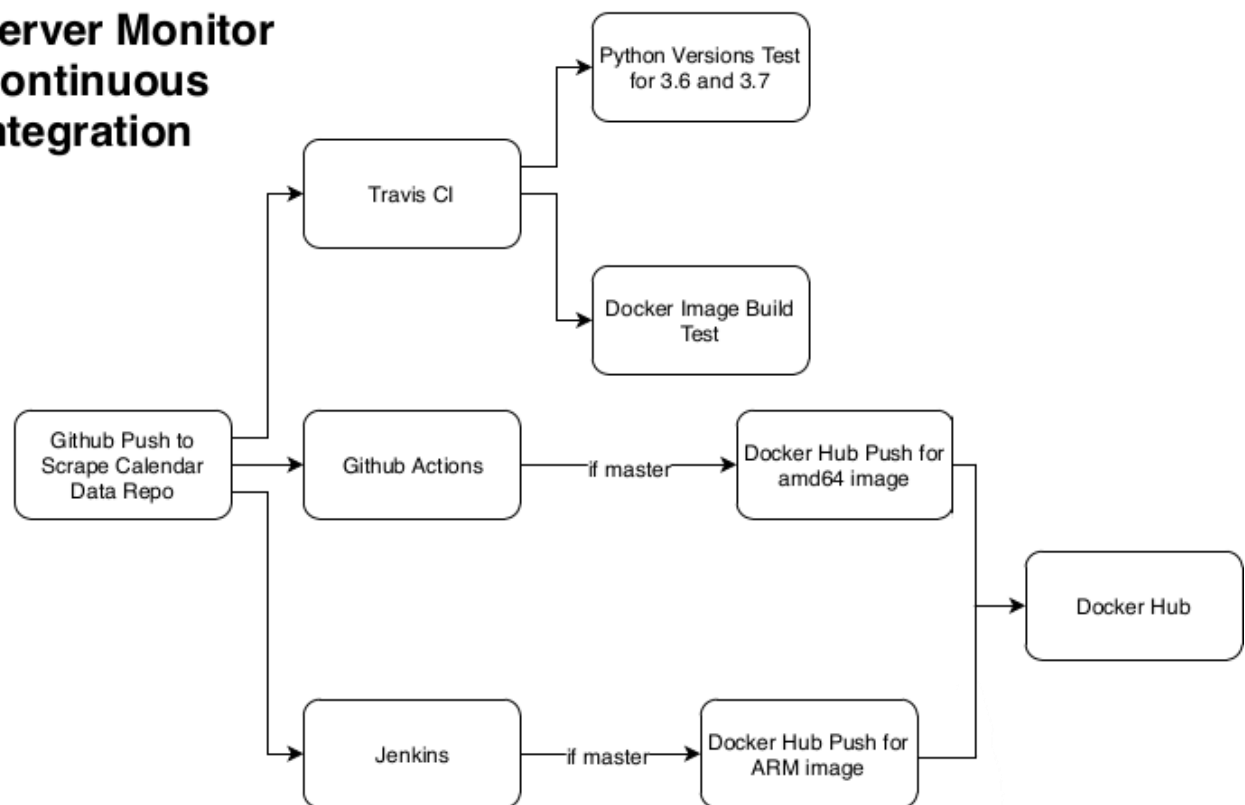 erver Monitor
ontinuous
ntegration
Python Versions Test
for 3.6 and 3.7
Travis CI
Docker Image Build
Test
Github Push to
Scrape Calendar
Data Repo
Github Actions
if master
Docker Hub Push for
amd64 image
Docker Hub
Jenkins
if master
Docker Hub Push for
ARM image